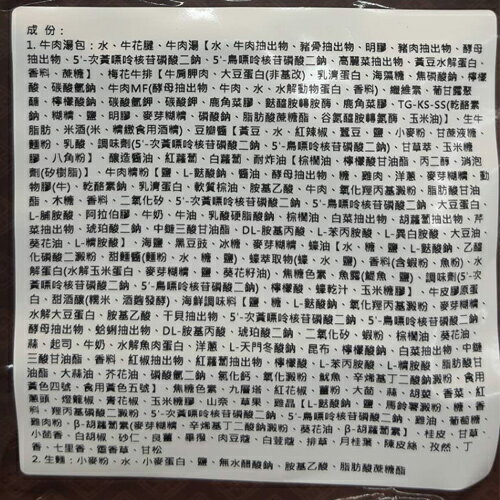 成份：
1.牛肉湯包：水、牛花腱、牛肉湯【水、牛肉抽出物、豬骨抽出物、明膠、豬肉抽出物、酵母
抽出物、5'-次黃嘌呤核苷磷酸二鈉、5'-鳥嘌呤核苷磷酸二鈉、高麗菜抽出物、黃豆水解蛋白、
香料、蔗糖】、梅花牛排【牛肩胛肉、大豆蛋白(非基改)、乳清蛋白、海藻糖、焦磷酸鈉、檸檬
酸鈉、碳酸氫鈉、牛肉MF(酵母抽出物、牛肉、水、水解動物蛋白、香料)、纖維素、葡甘露聚
醣、檸檬酸鈉、碳酸氫鉀、碳酸鉀、鹿角菜膠、麩醯胺轉胺酶、鹿角菜膠、TG-KS-SS(乾酪素
鈉、糊精、鹽、明膠、麥芽糊精、磷酸鈉、脂肪酸蔗糖酯、谷氮醯胺轉氨酶、玉米油)】、生牛
脂肪、米酒(米、精緻食用酒精)、豆瓣醬【黃豆、水、紅辣椒、蠶豆、鹽、小麥粉、甘蔗液糖、
麵粉、乳酸、調味劑(5'-次黃嘌呤核苷磷酸二鈉、5'-鳥嘌呤核苷磷酸二鈉)、甘草萃、玉米糖
膠、八角粉】、釀造醬油、紅蘿蔔、白蘿蔔、耐炸油【棕櫚油、檸檬酸甘油酯、丙二醇、消泡
劑(矽樹脂)】、牛肉精粉【鹽、L-麩酸鈉、醬油、酵母抽出物、糖、雞肉、洋蔥、麥芽糊精、動
物膠(牛)、乾酪素鈉、乳清蛋白、軟質棕油、胺基乙酸、牛肉、氧化羥丙基澱粉、脂肪酸甘油
酯、木糖、香料、二氧化矽、5'-次黃嘌呤核苷磷酸二鈉、5'-鳥嘌呤核苷磷酸二鈉、大豆蛋白、
L-脯胺酸、阿拉伯膠、牛奶、牛油、乳酸硬脂酸鈉、棕櫚油、白菜抽出物、胡蘿蔔抽出物、芹
菜抽出物、琥珀酸二鈉、中鏈三酸甘油酯、DL-胺基丙酸、L-苯丙胺酸、L-異白胺酸、大豆油、
葵花油、L-精胺酸】、海鹽、黑豆豉、冰糖、麥芽糊精、蠔油【水、糖、鹽、L-麩酸鈉、乙醯
化磷酸二澱粉、甜麵醬(麵粉、水、糖、鹽)、蠔萃取物(蠔、水、鹽)、香料(含蝦粉、魚粉)、水
解蛋白(水解玉米蛋白、麥芽糊精、鹽、葵花籽油)、焦糖色素、魚露(鯷魚、鹽)、調味劑(5'-次
黃嘌呤核苷磷酸二鈉、5'-鳥嘌呤核苷磷酸二鈉)、檸檬酸、蠔乾汁、玉米糖膠】、牛皮膠原蛋
白、甜酒釀(糯米、酒麴發酵)、海鮮調味料【鹽、糖、L-麩酸鈉、氧化羥丙基澱粉、麥芽糊精、
水解大豆蛋白、胺基乙酸、干貝抽出物、5'-次黃嘌呤核苷磷酸二鈉、5'-鳥嘌呤核苷磷酸二鈉、
酵母抽出物、蛤蜊抽出物、DL-胺基丙酸、琥珀酸二鈉、二氧化矽、蝦粉、棕櫚油、葵花油、
蒜、起司、牛奶、水解魚肉蛋白、洋蔥、L-天門冬酸鈉、昆布、檸檬酸鈉、白菜抽出物、中鏈
三酸甘油酯、香料、紅椒抽出物、紅蘿蔔抽出物、檸檬酸、L-苯丙胺酸、L-精胺酸、脂肪酸甘
油酯、大蒜油、芥花油、磷酸氫二鈉、氯化鈣、氧化澱粉、魷魚、辛烯基丁二酸鈉澱粉、食用
黃色四號、食用黃色五號】、焦糖色素、九層塔、紅花椒、薑粉、大茴、蒜、胡荽、香菜、紅
蔥頭、燈籠椒、青花椒、玉米澱粉、山奈、草果、雞晶【L-麩酸鈉、鹽、馬鈴薯澱粉、糖、香
料、羥丙基磷酸二澱粉、5'-次黃嘌呤核苷磷酸二鈉、5'-鳥嘌呤核苷磷酸二鈉、雞油、葡萄糖、
雞肉粉、β-胡蘿蔔素(麥芽糊精、辛烯基丁二酸鈉澱粉、水、棕櫚油、β-胡蘿蔔素)】、桂皮、甘草、
小茴香、白胡椒、砂仁、良薑、蓽撥、肉豆蔻、白荳蔻、排草、月桂葉、陳皮絲、孜然、丁
香、七里香、靈香草、甘松
2.生麵：小麥粉、水、小麥蛋白、鹽、無水醋酸鈉、胺基乙酸、脂肪酸蔗糖酯